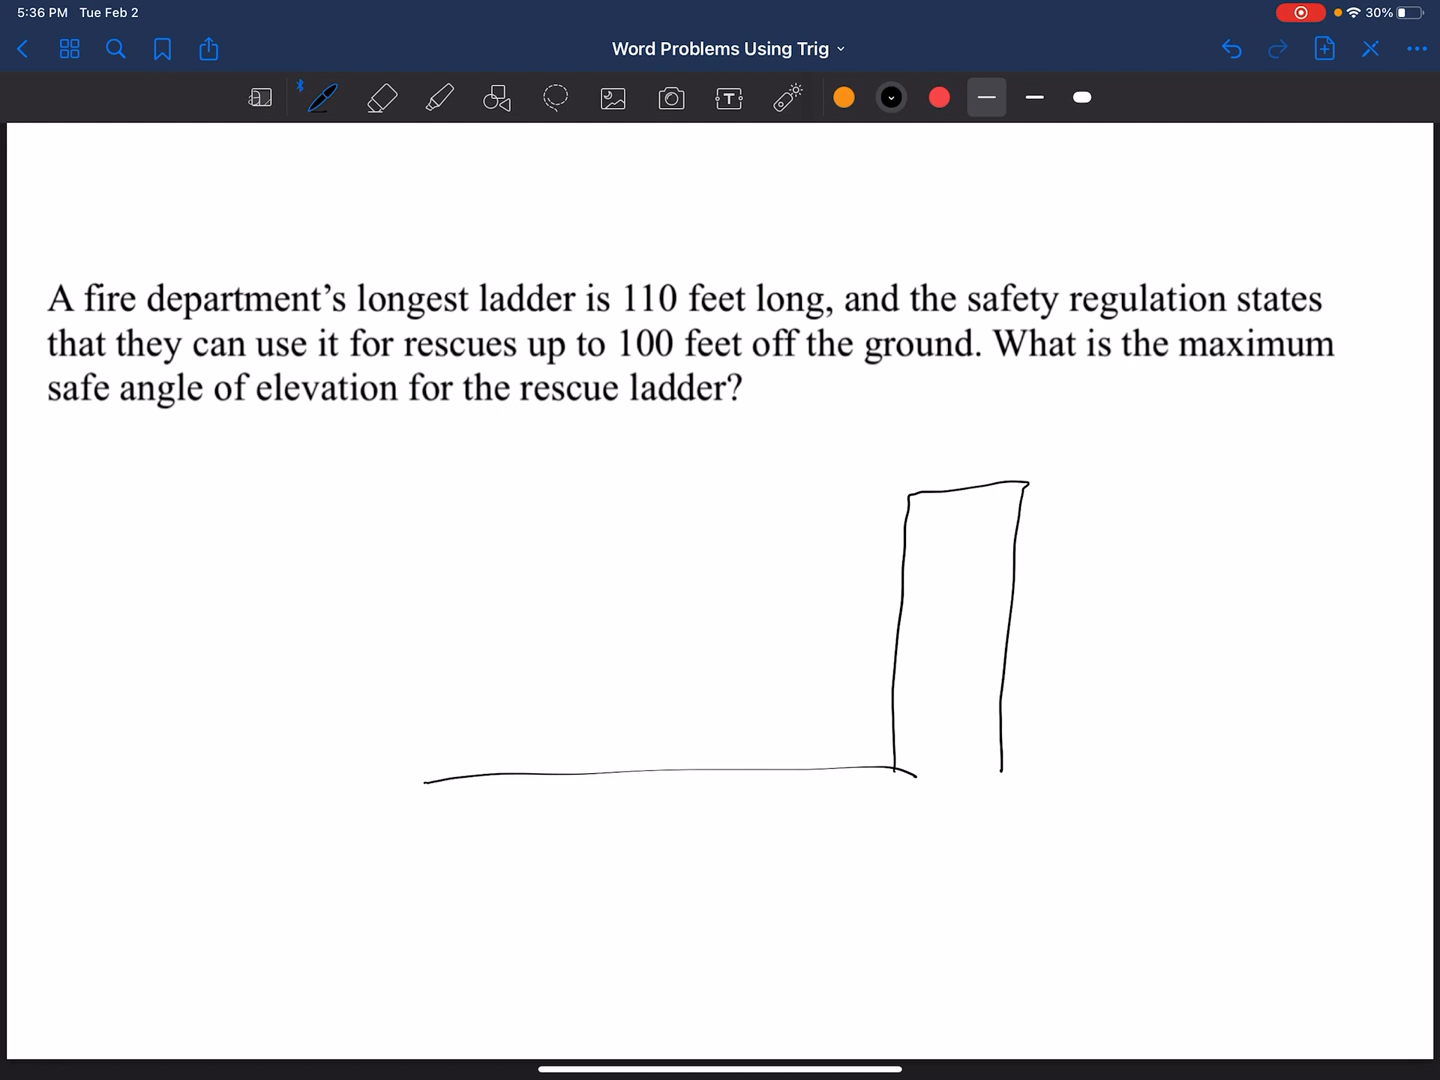 5:36 PM Tue Feb 2
30%
Word Problems Using Trig
T
A fire department’s longest ladder is 110 feet long, and the safety regulation states
that they can use it for rescues up to 100 feet off the ground. What is the maximum
safe angle of elevation for the rescue ladder?